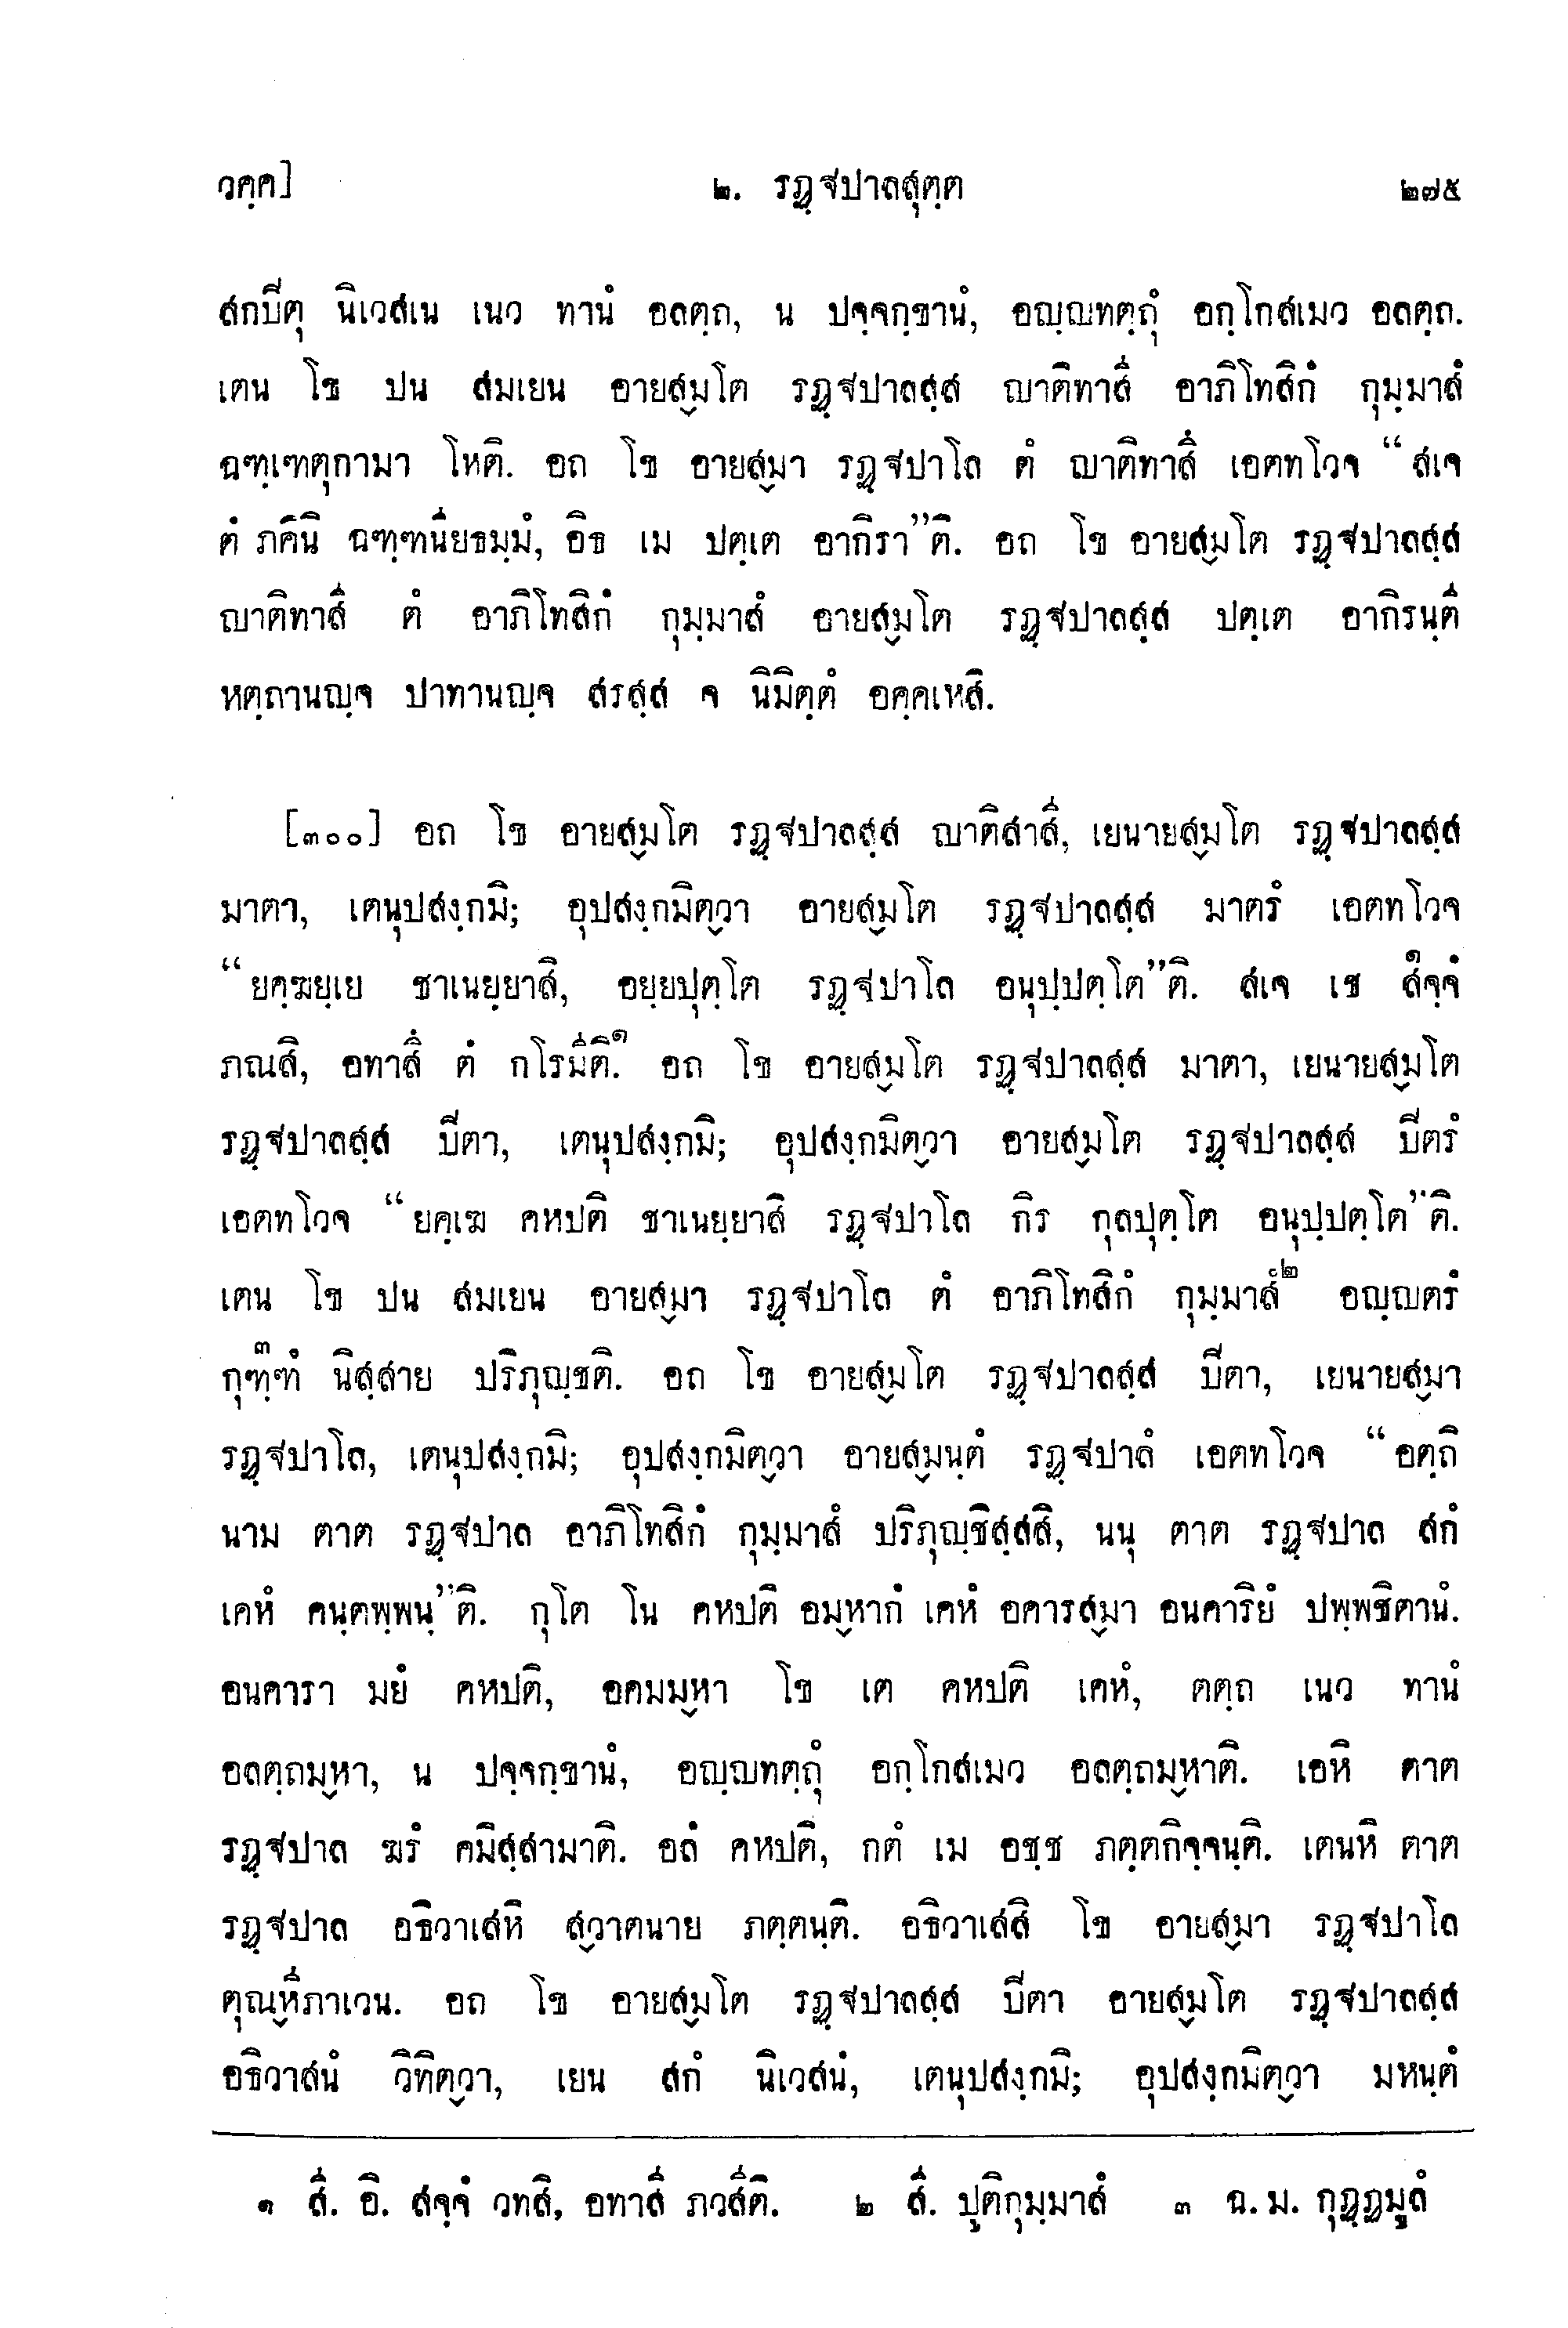 วคฺค]
๒. รฏฺฐปาลสุตฺต
๒๗๕
สกปิตุ นิเวสเน เนว ทานํ อลตฺถ, น ปจฺจกฺขานํ, อญฺญทตฺถุํ อกฺโกสเมว อลตฺถ.
เตน โข ปน สมเยน อายสฺมโต รฏฺฐปาลสฺส ญาติทาสี อาภิโทสิกํ กุมฺมาสํ
ฉฑฺเฑตุกามา โหติ. อถ โข อายสฺมา รฏฺฐปาโล ตํ ญาติทาสึ เอตทโวจ “สเจ
ตํ ภคินิ ฉฑฺฑนียธมฺมํ, อิธ เม ปตฺเต อากิรา”ติ. อถ โข อายสฺมโต รฏฺฐปาลสฺส
ญาติทาสี ตํ อาภิโทสิกํ กุมฺมาสํ อายสฺมโต รฏฺฐปาลสฺส ปตฺเต อากิรนฺตี
หตฺถานญฺจ ปาทานญฺจ สรสฺส จ นิมิตฺตํ อคฺคเหสิ.
[๓๐๐] อถ โข อายสฺมโต รฏฺฐปาลสฺส ญาติสาสี, เยนายสฺมโต รฏฺฐปาลสฺส
มาตา, เตนุปสงฺกมิ; อุปสงฺกมิตฺวา อายสฺมโต รฏฺฐปาลสฺส มาตรํ เอตทโวจ
“ยคฺฆยฺเย ชาเนยฺยาสิ, อยฺยปุตฺโต รฏฺฐปาโล อนุปฺปตฺโต”ติ. สเจ เช สจฺจํ
ภณสิ, อทาสึ ตํ กโรมีติ.๑ อถ โข อายสฺมโต รฏฺฐปาลสฺส มาตา, เยนายสฺมโต
รฏฺฐปาลสฺส ปิตา, เตนุปสงฺกมิ; อุปสงฺกมิตฺวา อายสฺมโต รฏฺฐปาลสฺส ปิตรํ
เอตทโวจ “ยคฺเฆ คหปติ ชาเนยฺยาสิ รฏฺฐปาโล กิร กุลปุตฺโต อนุปฺปตฺโต”ติ.
เตน โข ปน สมเยน อายสฺมา รฏฺฐปาโล ตํ อาภิโทสิกํ กุมฺมาสํ๒ อญฺญตรํ
กุฑฺฑํ๓ นิสฺสาย ปริภุญฺชติ. อถ โข อายสฺมโต รฏฺฐปาลสฺส ปิตา, เยนายสฺมา
รฏฺฐปาโล, เตนุปสงฺกมิ; อุปสงฺกมิตฺวา อายสฺมนฺตํ รฏฺฐปาลํ เอตทโวจ “อตฺถิ
นาม ตาต รฏฺฐปาล อาภิโทสิกํ กุมฺมาสํ ปริภุญฺชิสฺสสิ, นนุ ตาต รฏฺฐปาล สกํ
เคหํ คนฺตพฺพนฺ”ติ. กุโต โน คหปติ อมฺหากํ เคหํ อคารสฺมา อนคาริยํ ปพฺพชิตานํ.
อนคารา มยํ คหปติ, อคมมฺหา โข เต คหปติ เคหํ, ตตฺถ เนว ทานํ
อลตฺถมฺหา, น ปจฺจกฺขานํ, อญฺญทตฺถุํ อกฺโกสเมว อลตฺถมฺหาติ. เอหิ ตาต
รฏฺฐปาล ฆรํ คมิสฺสามาติ. อลํ คหปติ, กตํ เม อชฺช ภตฺตกิจฺจนฺติ. เตนหิ ตาต
รฏฺฐปาล อธิวาเสหิ สฺวาตนาย ภตฺตนฺติ. อธิวาเสสิ โข อายสฺมา รฏฺฐปาโล
ตุณฺหีภาเวน. อถ โข อายสฺมโต รฏฺฐปาลสฺส ปิตา อายสฺมโต รฏฺฐปาลสฺส
อธิวาสนํ วิทิตฺวา, เยน สกํ นิเวสนํ, เตนุปสงฺกมิ; อุปสงฺกมิตฺวา มหนฺตํ
๑ สี. อิ. สจฺจํ วทสิ, อทาสี ภวสีติ. ๒ สี. ปูติกุมฺมาสํ ๓ ฉ. ม. กุฏฺฏมูลํ